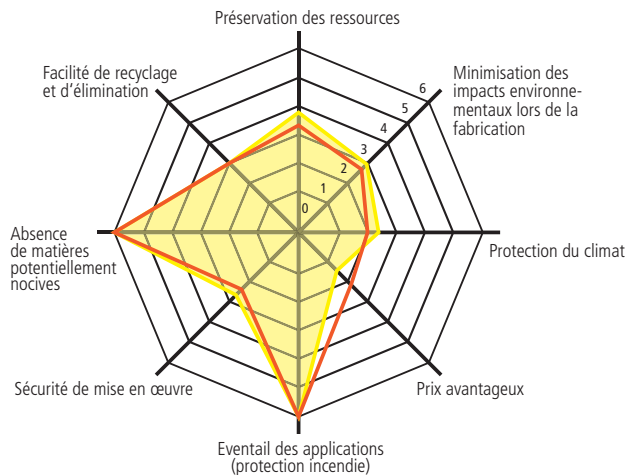 Préservation des ressources
Facilité de recyclage
et d'élimination
Minimisation des
impacts environne-
mentaux lors de la
fabrication
6
5
4
3
2
1
0
Absence
de matières
potentiellement
nocives
Protection du climat
Sécurité de mise en œuvre
Prix avantageux
Eventail des applications
(protection incendie)